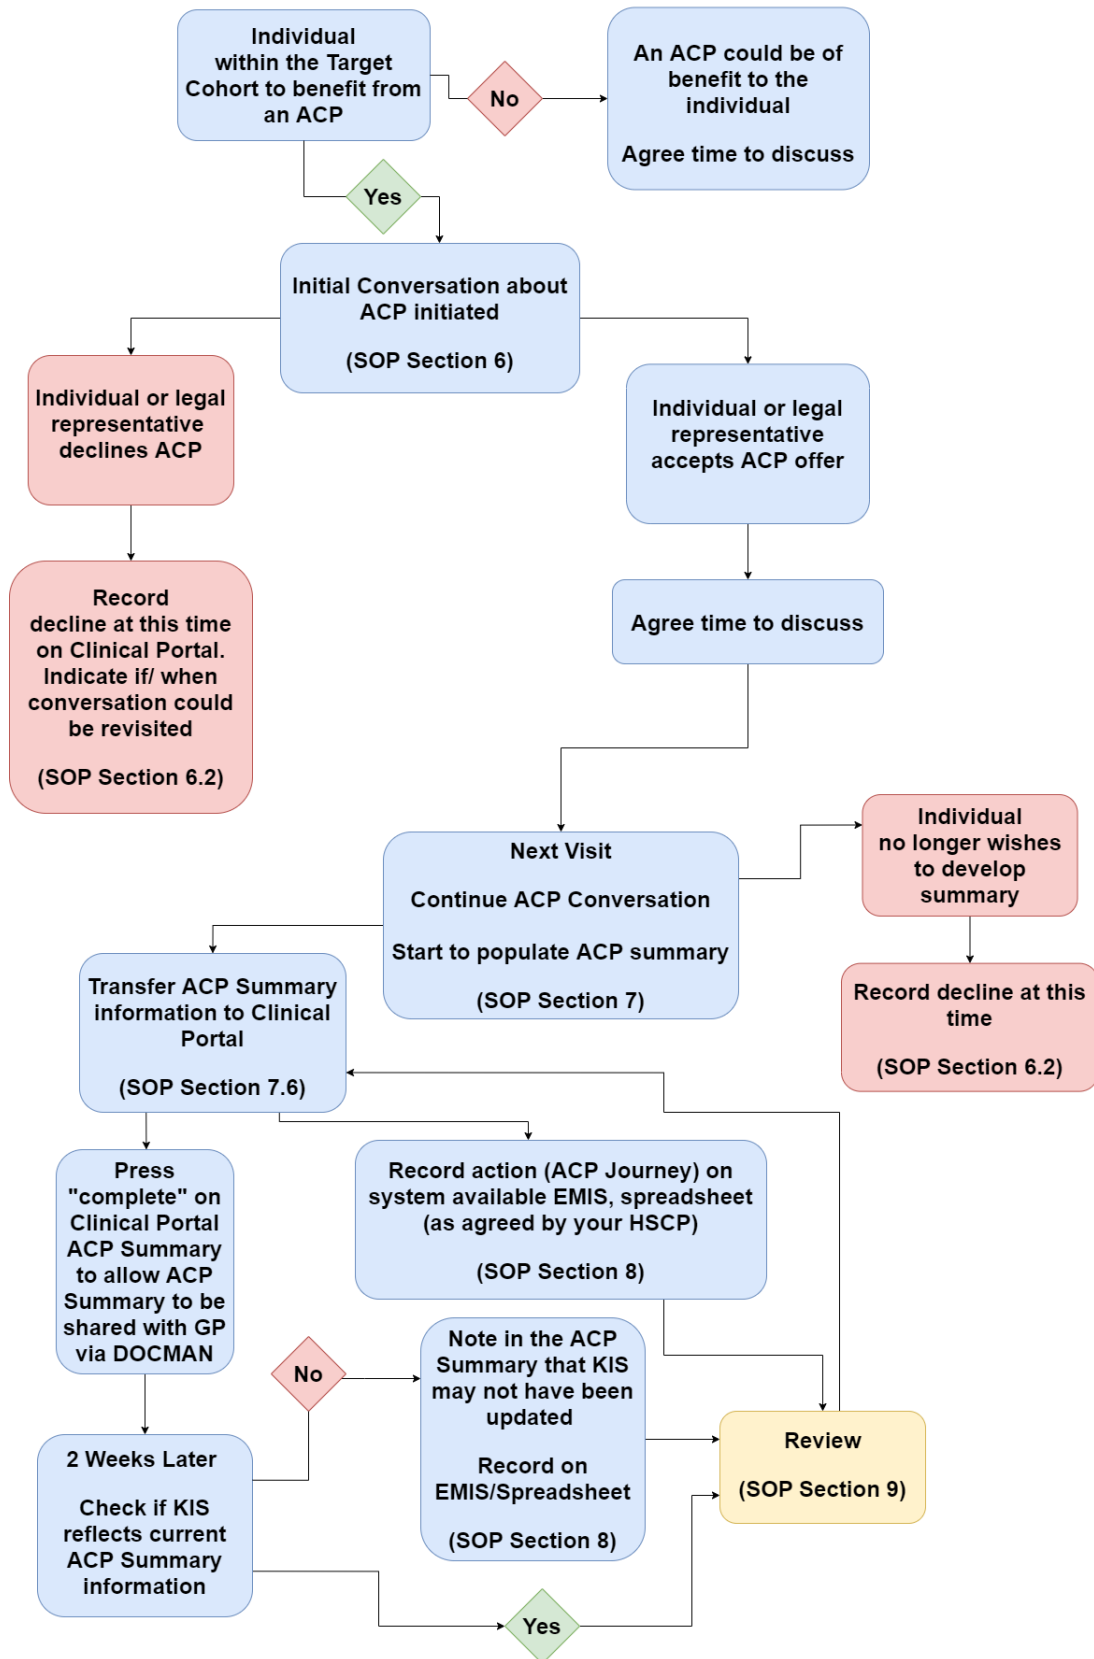 Individual
within the Target
Cohort to benefit from
an ACP
No
An ACP could be of
benefit to the
individual
Agree time to discuss
Yes
Initial Conversation about
ACP initiated
(SOP Section 6)
Individual or legal
representative
declines ACP
Individual or legal
representative
accepts ACP offer
Record
decline at this time
on Clinical Portal.
Indicate if/ when
conversation could
be revisited
(SOP Section 6.2)
Agree time to discuss
Next Visit
Continue ACP Conversation
Start to populate ACP summary
(SOP Section 7)
Individual
no longer wishes
to develop
summary
Record decline at this
time
(SOP Section 6.2)
Transfer ACP Summary
information to Clinical
Portal
(SOP Section 7.6)
Press
"complete" on
Clinical Portal
ACP Summary
to allow ACP
Summary to be
shared with GP
via DOCMAN
Record action (ACP Journey) on
system available EMIS, spreadsheet
(as agreed by your HSCP)
(SOP Section 8)
No
Note in the ACP
Summary that KIS
may not have been
updated
Record on
EMIS/Spreadsheet
(SOP Section 8)
Review
(SOP Section 9)
2 Weeks Later
Check if KIS
reflects current
ACP Summary
information
Yes